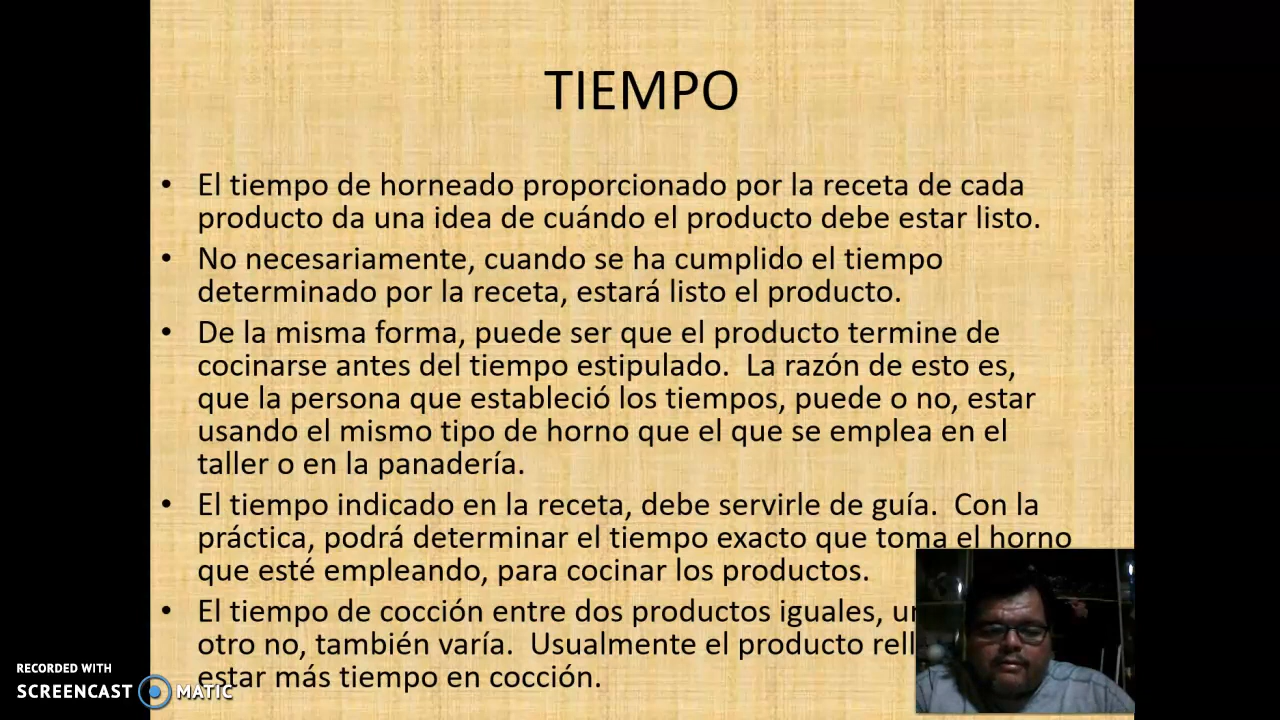 TIEMPO
• El tiempo de horneado proporcionado por la receta de cada
producto da una idea de cuándo el producto debe estar listo.
• No necesariamente, cuando se ha cumplido el tiempo
determinado por la receta, estará listo el producto.
• De la misma forma, puede ser que el producto termine de
cocinarse antes del tiempo estipulado.  La razón de esto es,
que la persona que estableció los tiempos, puede o no, estar
usando el mismo tipo de horno que el que se emplea en el
taller o en la panadería.
• El tiempo indicado en la receta, debe servirle de guía.  Con la
práctica, podrá determinar el tiempo exacto que toma el horno
que esté empleando, para cocinar los productos.
• El tiempo de cocción entre dos productos iguales,
otro no, también varía.  Usualmente el producto
estar más tiempo en cocción.
RECORDED WITH
SCREENCAST MATIC